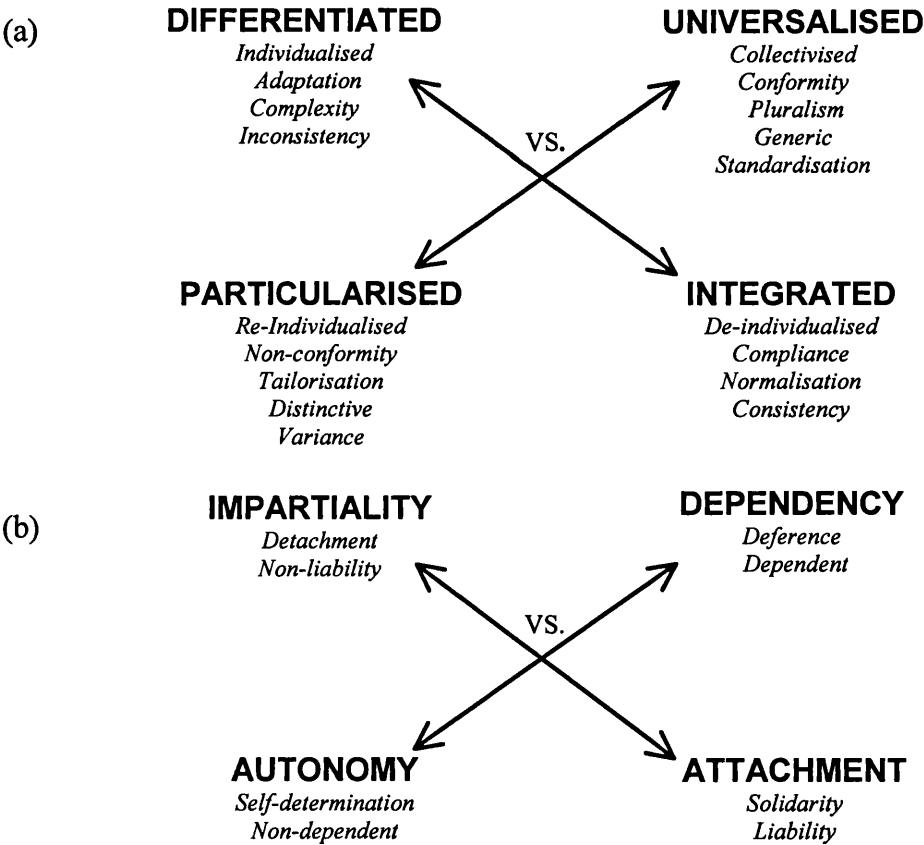 (a)
DIFFERENTIATED
Individualised
Adaptation
Complexity
Inconsistency
UNIVERSALISED
Collectivised
Conformity
Pluralism
Generic
Standardisation
VS.
PARTICULARISED
Re-Individualised
Non-conformity
Tailorisation
Distinctive
Variance
INTEGRATED
De-individualised
Compliance
Normalisation
Consistency
(b)
IMPARTIALITY
Detachment
Non-liability
DEPENDENCY
Deference
Dependent
VS.
AUTONOMY
Self-determination
Non-dependent
ATTACHMENT
Solidarity
Liability